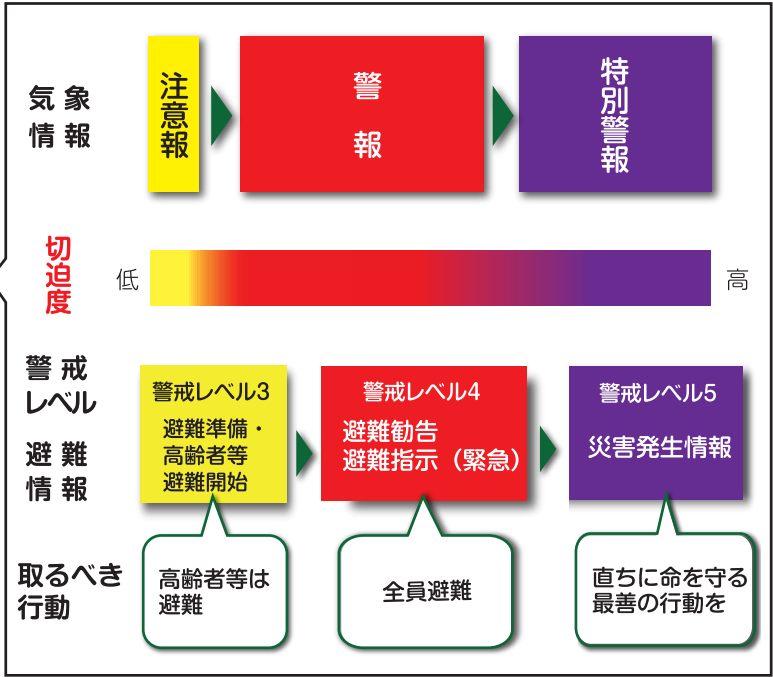 気象
情報
注意報
警
報
特別警報
切迫度
低
高
警戒
レベル
避難
情報
警戒レベル3
避難準備・
高齢者等
避難開始
警戒レベル4
避難勧告
避難指示（緊急）
警戒レベル5
災害発生情報
取るべき
行動
高齢者等は
避難
全員避難
直ちに命を守る
最善の行動を